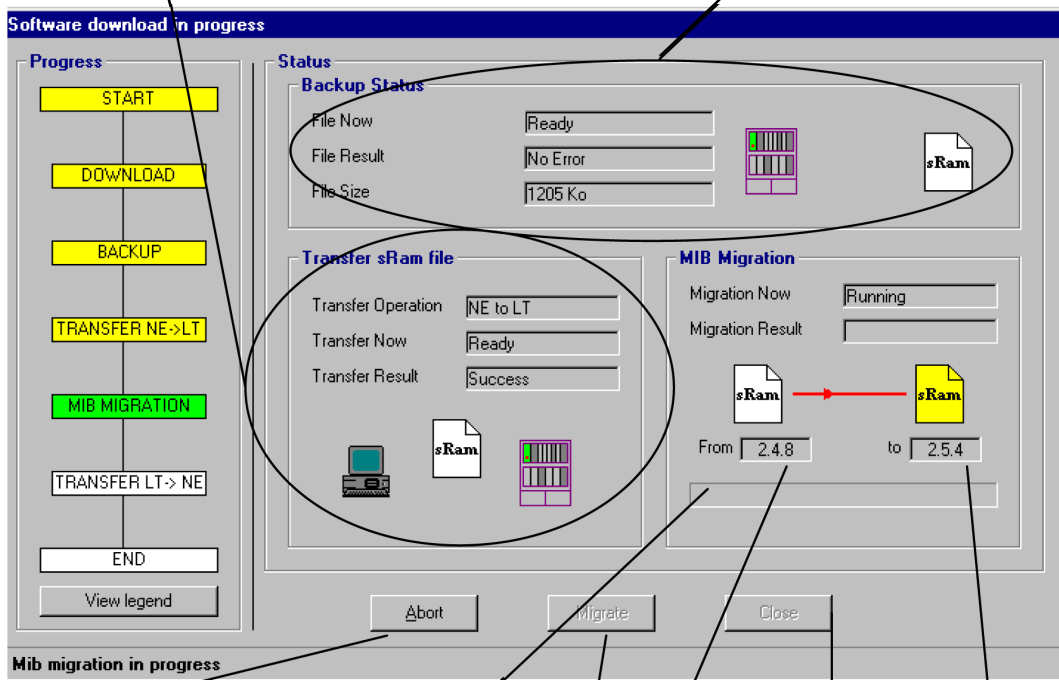 Software download in progress
Progress
START
DOWNLOAD
BACKUP
TRANSFER NE->LT
MIB MIGRATION
TRANSFER LT-> NE
END
View legend
Status
Backup Status
File Now Ready
File Result No Error
File Size 1205 Ko
sRam
Transfer sRam file
Transfer Operation NE to LT
Transfer Now Ready
Transfer Result Success
sRam
MIB Migration
Migration Now Running
Migration Result
sRam sRam
From 2.4.8 to 2.5.4
Abort Migrate Close
Mib migration in progress